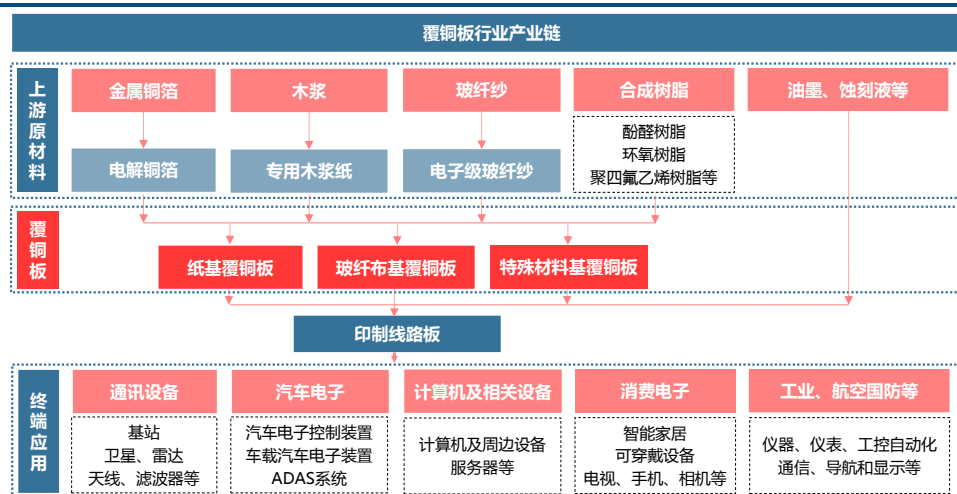 覆铜板行业产业链
上游原材料
金属铜箔
木浆
玻纤纱
合成树脂
油墨、蚀刻液等
酚醛树脂
环氧树脂
聚四氟乙烯树脂等
电解铜箔
专用木浆纸
电子级玻纤纱
覆铜板
纸基覆铜板
玻纤布基覆铜板
特殊材料基覆铜板
印制线路板
终端应用
通讯设备
汽车电子
计算机及相关设备
消费电子
工业、航空国防等
基站
卫星、雷达
天线、滤波器等
汽车电子控制装置
车载汽车电子装置
ADAS系统
计算机及周边设备
服务器等
智能家居
可穿戴设备
电视、手机、相机等
仪器、仪表、工控自动化
通信、导航和显示等